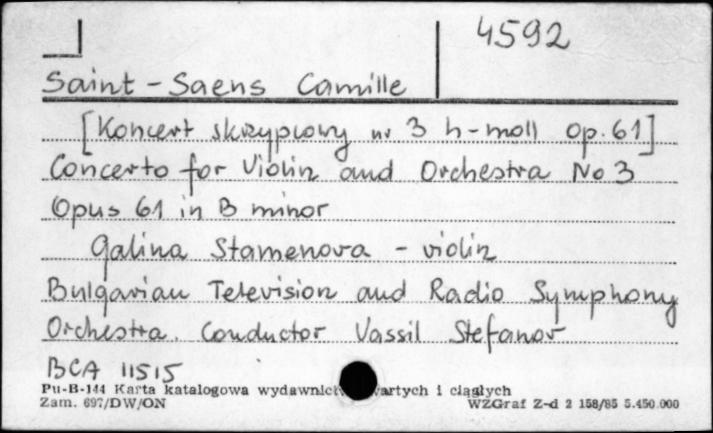 4592
Saint-Saens Camille
[Koncert skrzypcowy nr 3 h-moll op. 61]
Concerto for Violin and Orchestra No 3
Opus 61 in B minor
Galina Stamenova - violin
Bulgarian Television and Radio Symphony
Orchestra. Conductor Vassil Stefanov
BCA 11515
Pu-B-144 Karta katalogowa wydawnict wartych i ciągłych
Zam. 697/DW/ON WZGraf Z-d 2 158/85 5.450.000